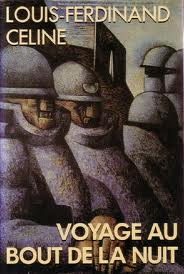 LOUIS-FERDINAND
CELINE
VOYAGE AU
BOUT DE LA NUIT